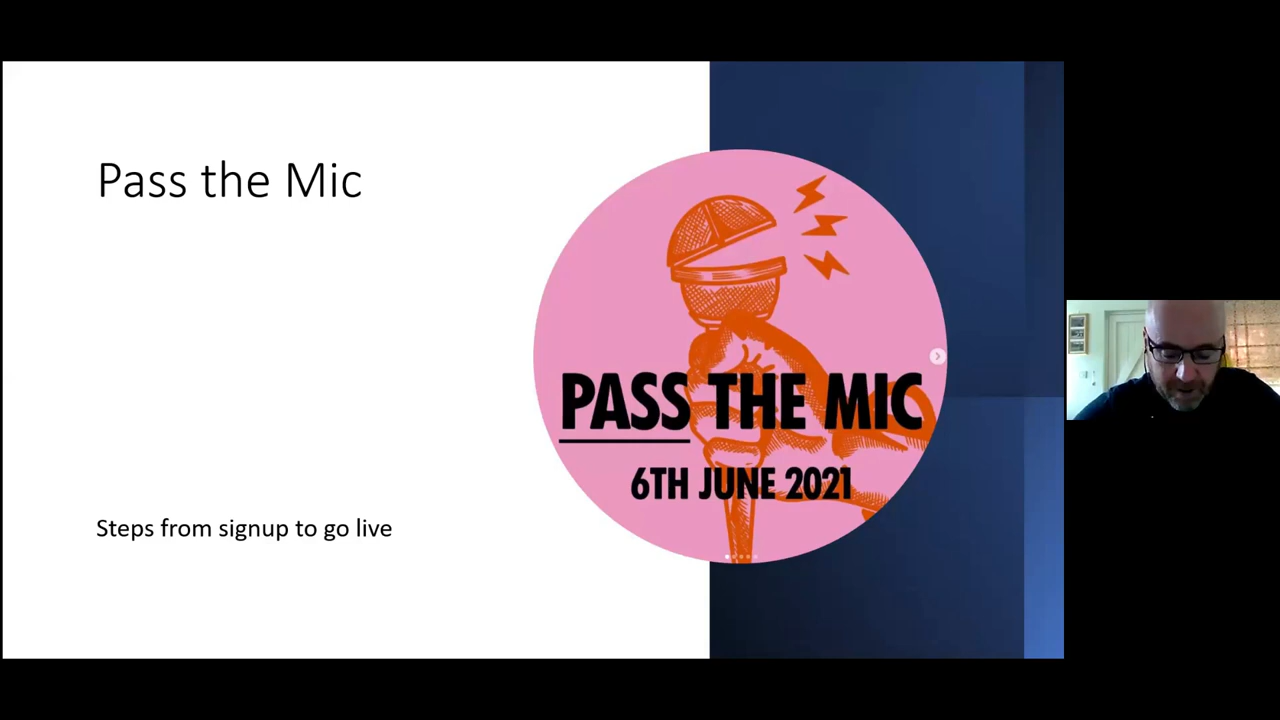 Pass the Mic
PASS THE MIC
6TH JUNE 2021
Steps from signup to go live